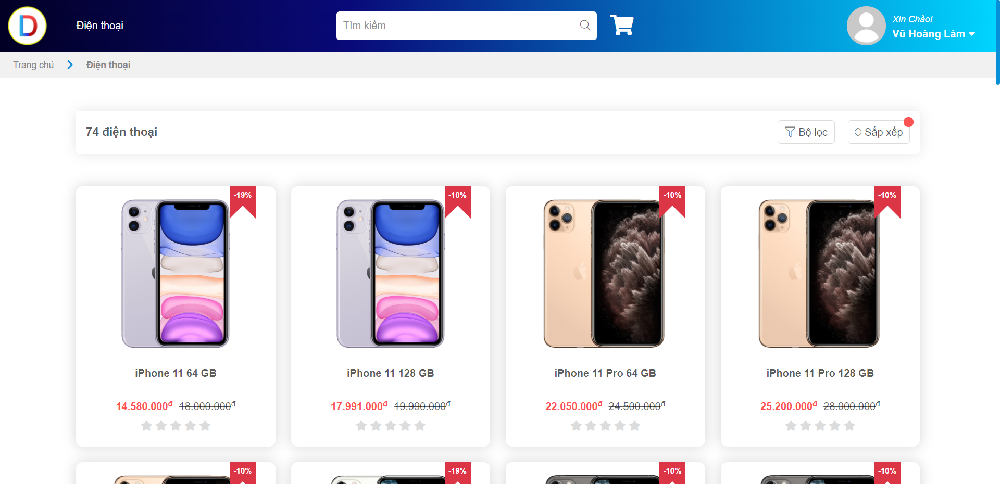 D
Điện thoại
Tìm kiếm
Xin Chào!
Vũ Hoàng Lâm
Trang chủ
Điện thoại
74 điện thoại
Bộ lọc
Sắp xếp
-19%
-10%
-10%
-10%
iPhone 11 64 GB
iPhone 11 128 GB
iPhone 11 Pro 64 GB
iPhone 11 Pro 128 GB
14.580.000đ 18.000.000đ
17.991.000đ 19.990.000đ
22.050.000đ 24.500.000đ
25.200.000đ 28.000.000đ
-10%
-19%
-10%
-10%